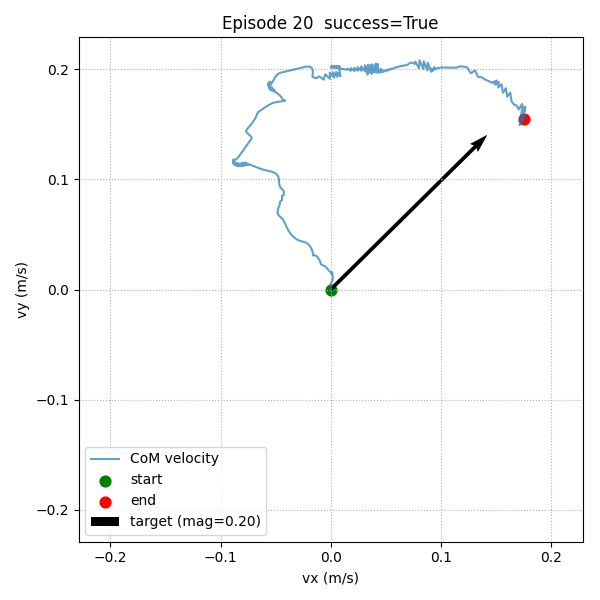 Episode 20  success=True
vy (m/s)
0.2
0.1
0.0
−0.1
−0.2
CoM velocity
start
end
target (mag=0.20)
−0.2
−0.1
0.0
0.1
0.2
vx (m/s)